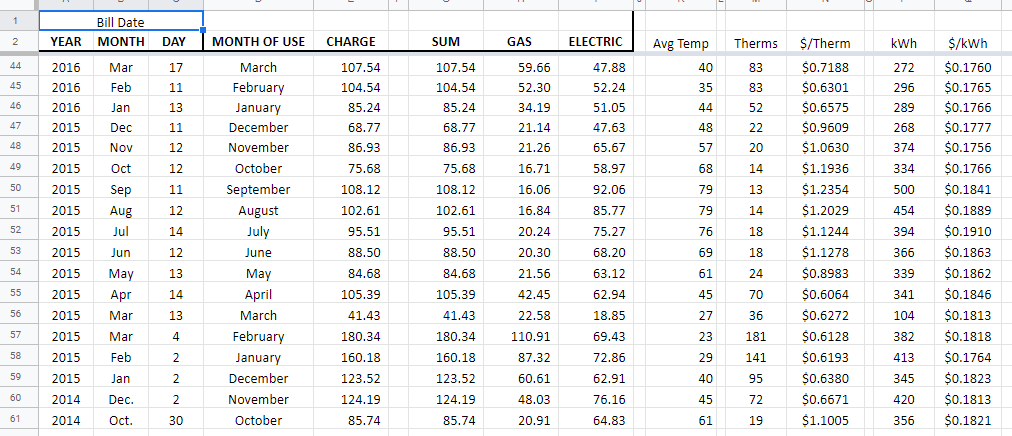 1 Bill Date
2 YEAR MONTH DAY MONTH OF USE CHARGE SUM GAS ELECTRIC Avg Temp Therms $/Therm kWh $/kWh
44 2016 Mar 17 March 107.54 107.54 59.66 47.88 40 83 $0.7188 272 $0.1760
45 2016 Feb 11 February 104.54 104.54 52.30 52.24 35 83 $0.6301 296 $0.1765
46 2016 Jan 13 January 85.24 85.24 34.19 51.05 44 52 $0.6575 289 $0.1766
47 2015 Dec 11 December 68.77 68.77 21.14 47.63 48 22 $0.9609 268 $0.1777
48 2015 Nov 12 November 86.93 86.93 21.26 65.67 57 20 $1.0630 374 $0.1756
49 2015 Oct 12 October 75.68 75.68 16.71 58.97 68 14 $1.1936 334 $0.1766
50 2015 Sep 11 September 108.12 108.12 16.06 92.06 79 13 $1.2354 500 $0.1841
51 2015 Aug 12 August 102.61 102.61 16.84 85.77 79 14 $1.2029 454 $0.1889
52 2015 Jul 14 July 95.51 95.51 20.24 75.27 76 18 $1.1244 394 $0.1910
53 2015 Jun 12 June 88.50 88.50 20.30 68.20 69 18 $1.1278 366 $0.1863
54 2015 May 13 May 84.68 84.68 21.56 63.12 61 24 $0.8983 339 $0.1862
55 2015 Apr 14 April 105.39 105.39 42.45 62.94 45 70 $0.6064 341 $0.1846
56 2015 Mar 13 March 41.43 41.43 22.58 18.85 27 36 $0.6272 104 $0.1813
57 2015 Mar 4 February 180.34 180.34 110.91 69.43 23 181 $0.6128 382 $0.1818
58 2015 Feb 2 January 160.18 160.18 87.32 72.86 29 141 $0.6193 413 $0.1764
59 2015 Jan 2 December 123.52 123.52 60.61 62.91 40 95 $0.6380 345 $0.1823
60 2014 Dec. 2 November 124.19 124.19 48.03 76.16 45 72 $0.6671 420 $0.1813
61 2014 Oct. 30 October 85.74 85.74 20.91 64.83 61 19 $1.1005 356 $0.1821